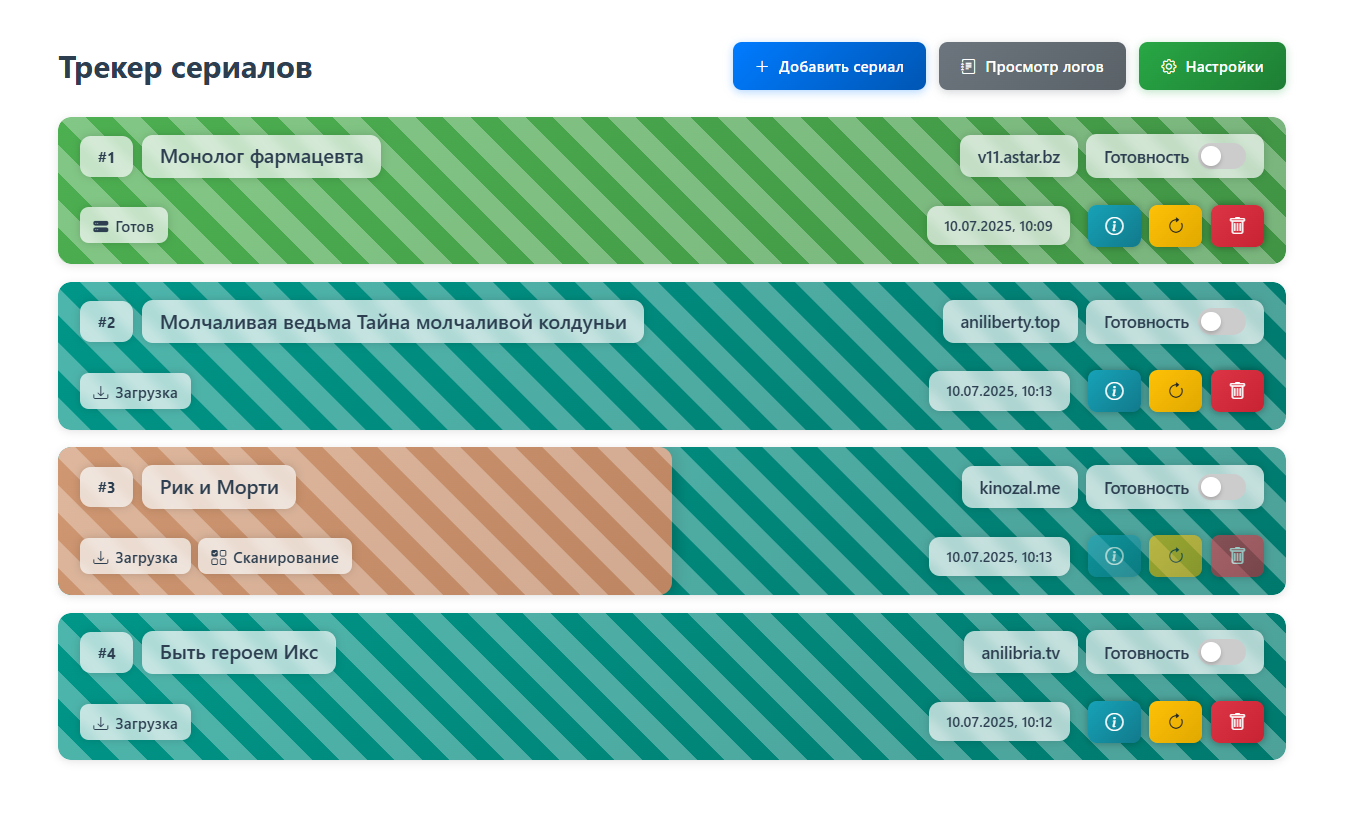 Трекер сериалов
Добавить сериал
Просмотр логов
Настройки
#1
Монолог фармацевта
v11.astar.bz
Готовность
Готов
10.07.2025, 10:09
#2
Молчаливая ведьма Тайна молчаливой колдуньи
aniliberty.top
Готовность
Загрузка
10.07.2025, 10:13
#3
Рик и Морти
kinozal.me
Готовность
Загрузка
Сканирование
10.07.2025, 10:13
#4
Быть героем Икс
anilibria.tv
Готовность
Загрузка
10.07.2025, 10:12